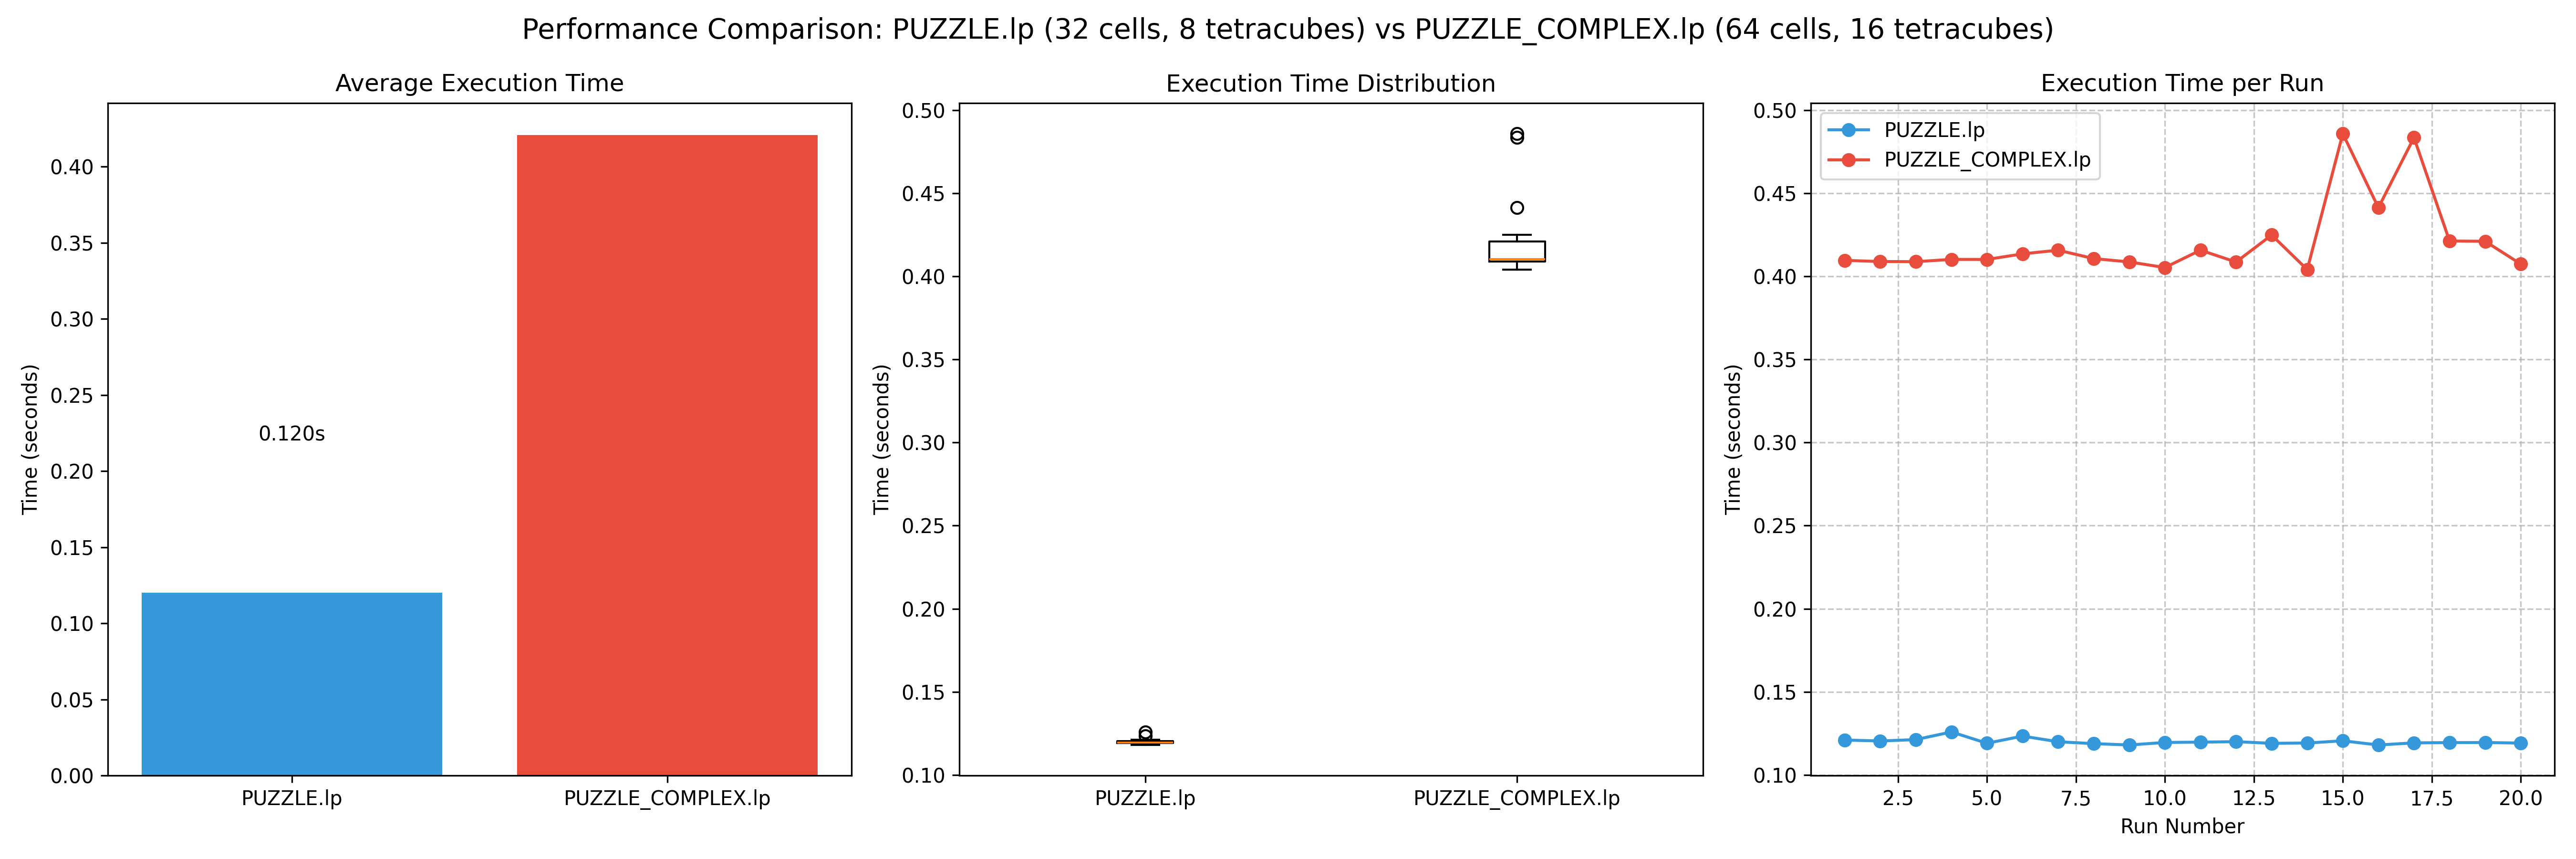 Performance Comparison: PUZZLE.lp (32 cells, 8 tetracubes) vs PUZZLE_COMPLEX.lp (64 cells, 16 tetracubes)
Average Execution Time
Time (seconds)
0.40
0.35
0.30
0.25
0.20
0.15
0.10
0.05
0.00
0.120s
PUZZLE.lp
PUZZLE_COMPLEX.lp
Execution Time Distribution
Time (seconds)
0.50
0.45
0.40
0.35
0.30
0.25
0.20
0.15
0.10
PUZZLE.lp
PUZZLE_COMPLEX.lp
Execution Time per Run
PUZZLE.lp
PUZZLE_COMPLEX.lp
Time (seconds)
0.50
0.45
0.40
0.35
0.30
0.25
0.20
0.15
0.10
2.5 5.0 7.5 10.0 12.5 15.0 17.5 20.0
Run Number